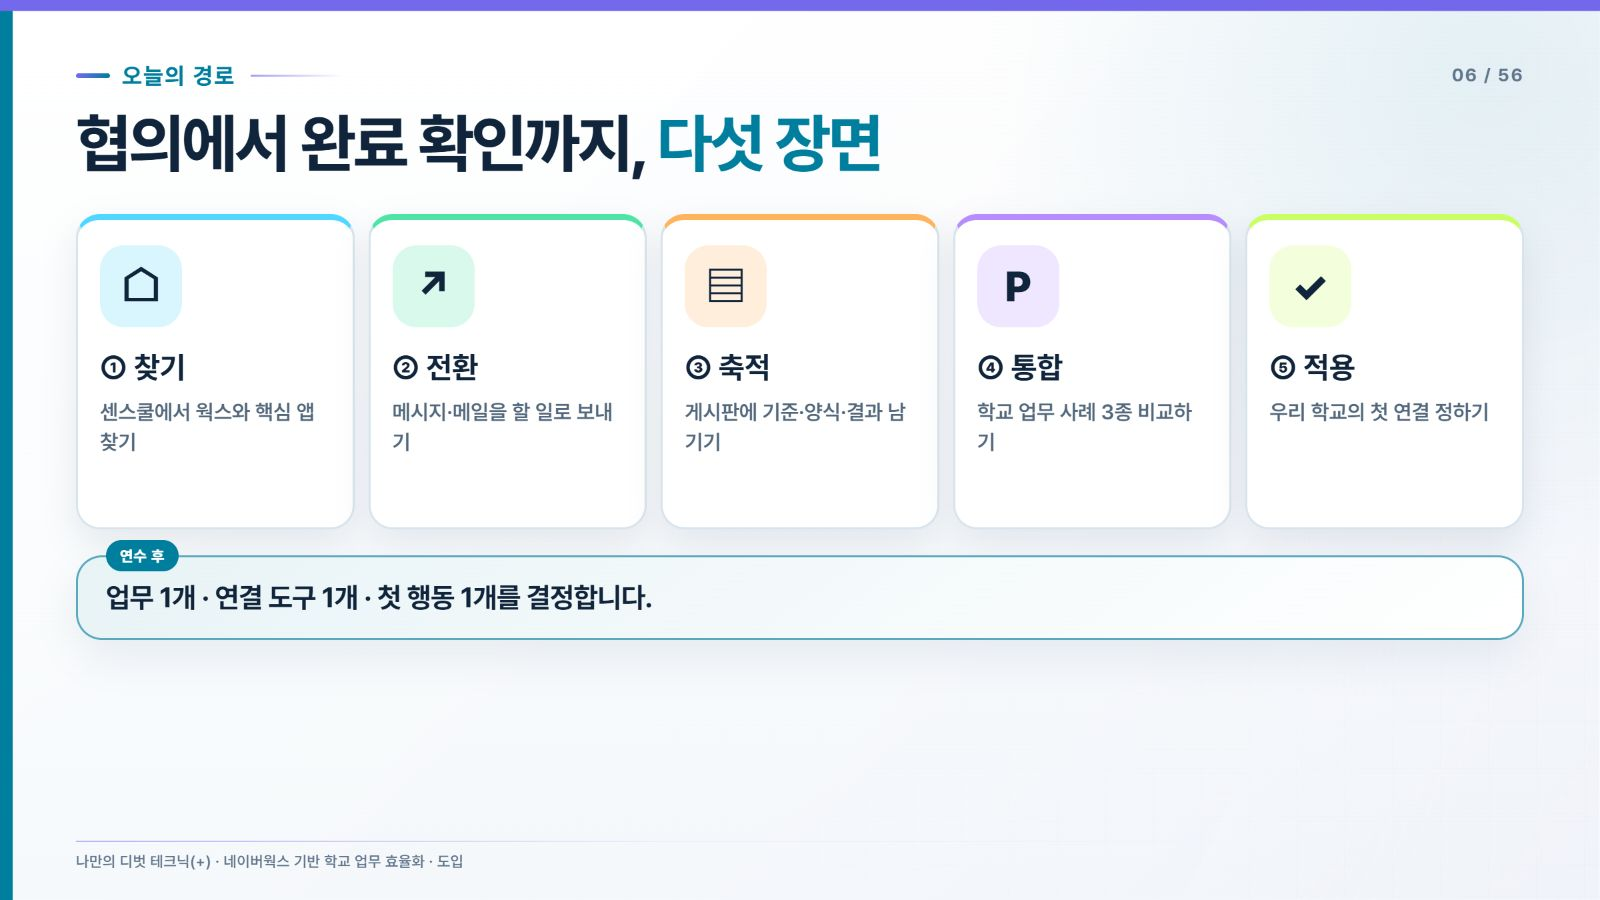 오늘의 경로
06 / 56
협의에서 완료 확인까지, 다섯 장면
① 찾기
센스쿨에서 웍스와 핵심 앱
찾기
② 전환
메시지·메일을 할 일로 보내
기
③ 축적
게시판에 기준·양식·결과 남
기기
P
④ 통합
학교 업무 사례 3종 비교하
기
⑤ 적용
우리 학교의 첫 연결 정하기
연수 후
업무 1개 · 연결 도구 1개 · 첫 행동 1개를 결정합니다.
나만의 디벗 테크닉(+) · 네이버웍스 기반 학교 업무 효율화 · 도입